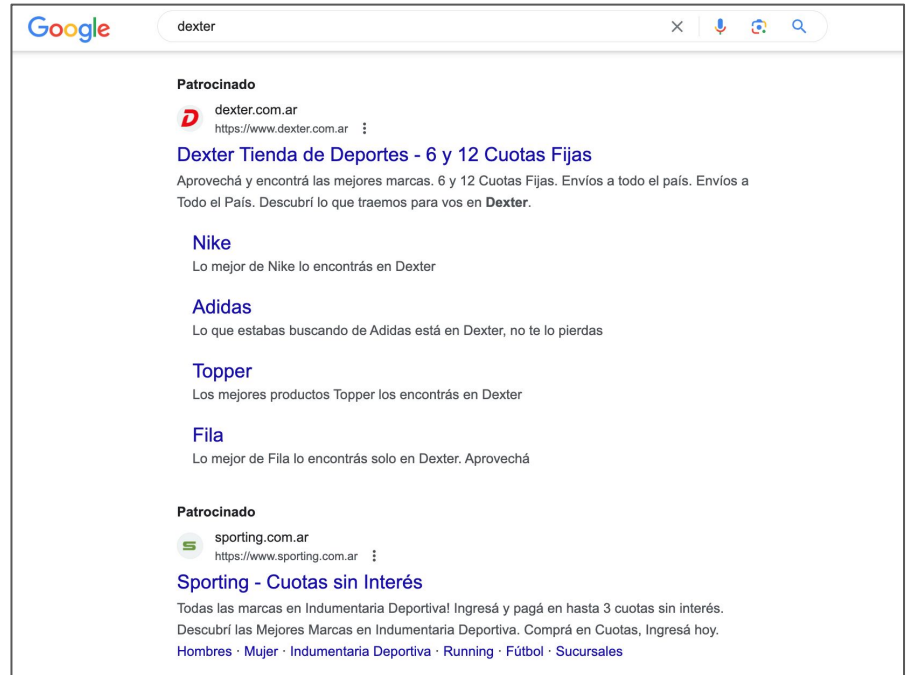 Google
dexter
Patrocinado
dexter.com.ar
https://www.dexter.com.ar
Dexter Tienda de Deportes - 6 y 12 Cuotas Fijas
Aprovechá y encontrá las mejores marcas. 6 y 12 Cuotas Fijas. Envíos a todo el país. Envíos a
Todo el País. Descubrí lo que traemos para vos en Dexter.
Nike
Lo mejor de Nike lo encontrás en Dexter
Adidas
Lo que estabas buscando de Adidas está en Dexter, no te lo pierdas
Topper
Los mejores productos Topper los encontrás en Dexter
Fila
Lo mejor de Fila lo encontrás solo en Dexter. Aprovechá
Patrocinado
sporting.com.ar
https://www.sporting.com.ar
Sporting - Cuotas sin Interés
Todas las marcas en Indumentaria Deportiva! Ingresá y pagá en hasta 3 cuotas sin interés.
Descubrí las Mejores Marcas en Indumentaria Deportiva. Comprá en Cuotas, Ingresá hoy.
Hombres · Mujer · Indumentaria Deportiva · Running · Fútbol · Sucursales